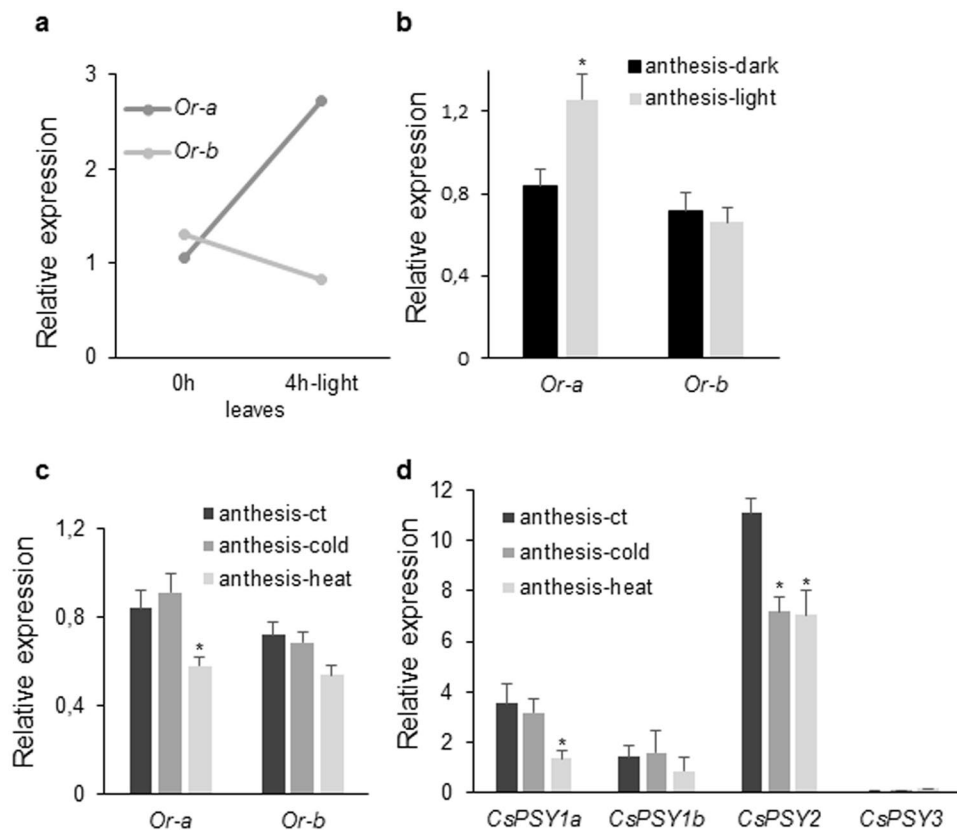 a
3
2
1
0
Relative expression
Or-a
Or-b
0h
4h-light
leaves
b
1,2
0,8
0,4
0
Relative expression
*
anthesis-dark
anthesis-light
Or-a
Or-b
c
1,2
0,8
0,4
0
Relative expression
anthesis-ct
anthesis-cold
anthesis-heat
*
Or-a
Or-b
d
12
10
8
6
4
2
0
Relative expression
anthesis-ct
anthesis-cold
anthesis-heat
*
* *
CsPSY1a
CsPSY1b
CsPSY2
CsPSY3